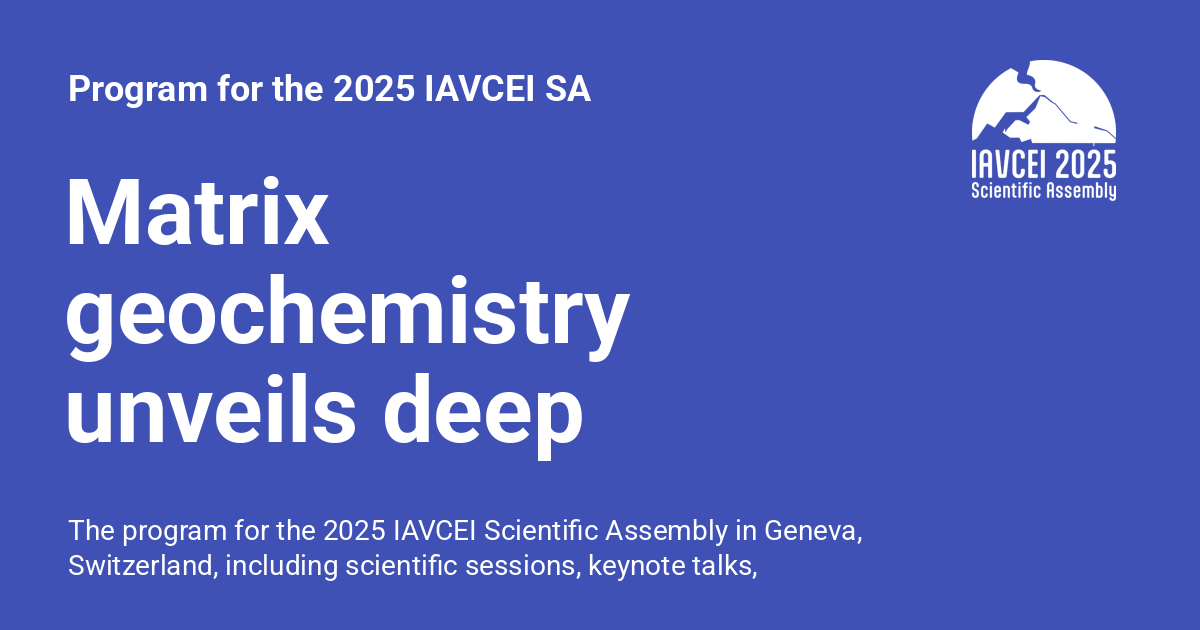 Program for the 2025 IAVCEI SA
IAVCEI 2025
Scientific Assembly
Matrix
geochemistry
unveils deep
The program for the 2025 IAVCEI Scientific Assembly in Geneva,
Switzerland, including scientific sessions, keynote talks,